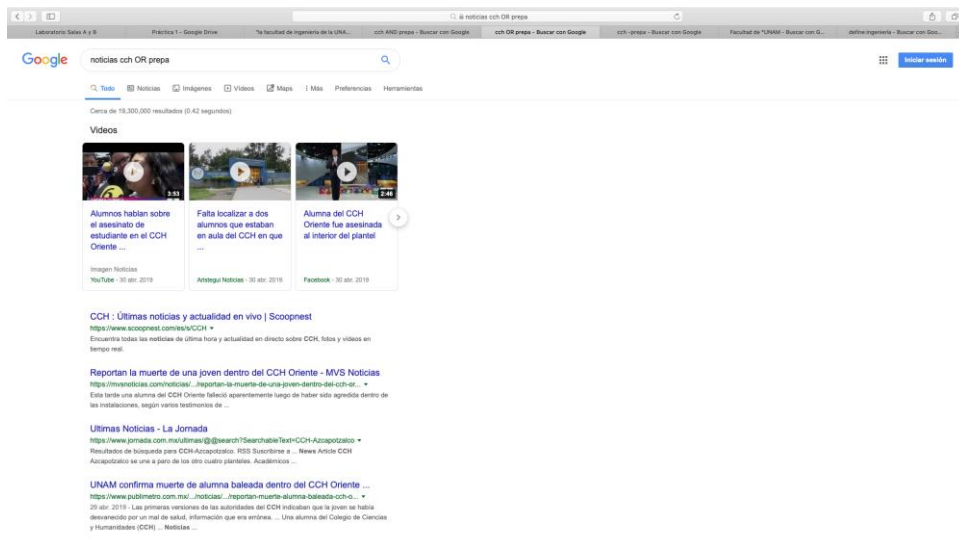 noticias cch OR prepa
Laboratorio Salas A y B
Práctica 1 - Google Drive
"la facultad de ingeniería de la UNA...
cch AND prepa - Buscar con Google
cch OR prepa - Buscar con Google
cch -prepa - Buscar con Google
Facultad de *UNAM - Buscar con G...
define:ingeniería - Buscar con Goo...
Google
noticias cch OR prepa
Iniciar sesión
Todo Noticias Imágenes Vídeos Maps Más Preferencias Herramientas
Cerca de 19,300,000 resultados (0.42 segundos)
Videos
3:53
2:46
Alumnos hablan sobre
el asesinato de
estudiante en el CCH
Oriente ...
Imagen Noticias
YouTube - 30 abr. 2019
Falta localizar a dos
alumnos que estaban
en aula del CCH en que
...
Aristegui Noticias - 30 abr. 2019
Alumna del CCH
Oriente fue asesinada
al interior del plantel
Facebook - 30 abr. 2019
CCH : Últimas noticias y actualidad en vivo | Scoopnest
https://www.scoopnest.com/es/s/CCH
Encuentra todas las noticias de última hora y actualidad en directo sobre CCH, fotos y videos en
tiempo real.
Reportan la muerte de una joven dentro del CCH Oriente - MVS Noticias
https://mvsnoticias.com/noticias/.../reportan-la-muerte-de-una-joven-dentro-del-cch-or...
Esta tarde una alumna del CCH Oriente falleció aparentemente luego de haber sido agredida dentro de
las instalaciones, según varios testimonios de ...
Ultimas Noticias - La Jornada
https://www.jornada.com.mx/ultimas/@@search?SearchableText=CCH-Azcapotzalco
Resultados de búsqueda para CCH-Azcapotzalco. RSS Suscribirse a ... News Article CCH
Azcapotzalco se une a paro de los otro cuatro planteles. Académicos ...
UNAM confirma muerte de alumna baleada dentro del CCH Oriente ...
https://www.publimetro.com.mx/.../noticias/.../reportan-muerte-alumna-baleada-cch-o...
29 abr. 2019 - Las primeras versiones de las autoridades del CCH indicaban que la joven se había
desvanecido por un mal de salud, información que era errónea. ... Una alumna del Colegio de Ciencias
y Humanidades (CCH) ... Noticias ...